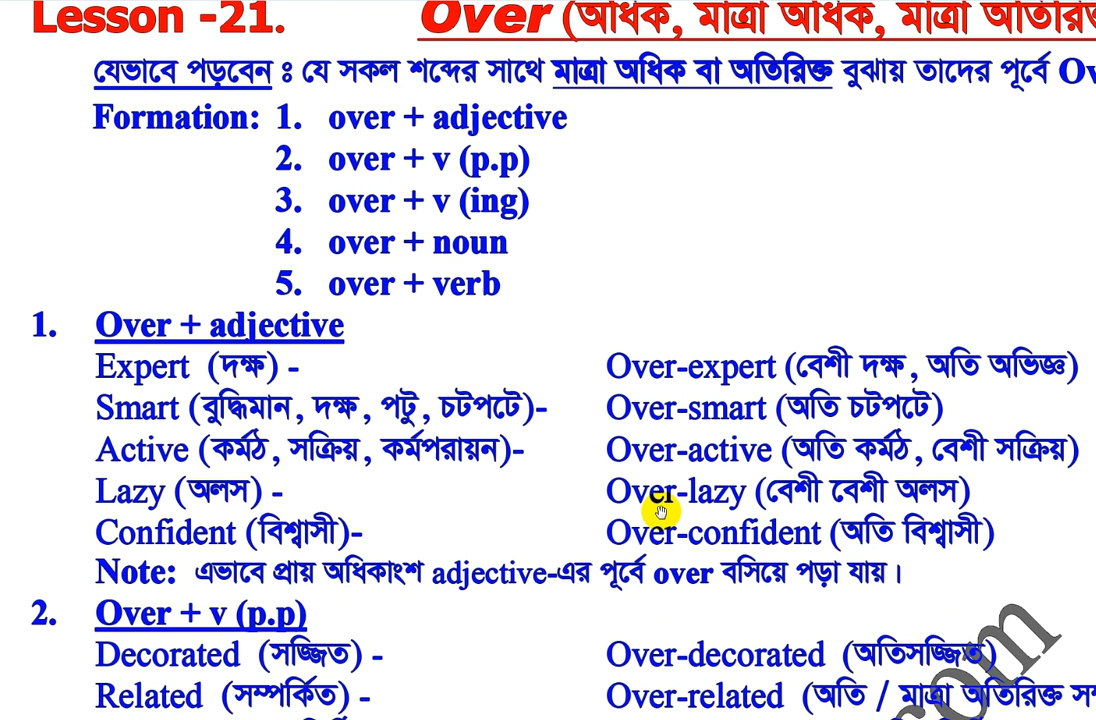 Lesson -21. Over (অধিক, মাত্রা অধিক, মাত্রা
যেভাবে পড়বেন ঃ যে সকল শব্দের সাথে মাত্রা অধিক বা অতিরিক্ত বুঝায় তাদের পূর্বে Ov
Formation: 1. over + adjective
2. over + v (p.p)
3. over + v (ing)
4. over + noun
5. over + verb
1. Over + adjective
Expert (দক্ষ) - Over-expert (বেশী দক্ষ, অতি অভিজ্ঞ)
Smart (বুদ্ধিমান, দক্ষ, পটু, চটপটে)- Over-smart (অতি চটপটে)
Active (কর্মঠ, সক্রিয়, কর্মপরায়ন)- Over-active (অতি কর্মঠ, বেশী সক্রিয়)
Lazy (অলস) - Over-lazy (বেশী বেশী অলস)
Confident (বিশ্বাসী)- Over-confident (অতি বিশ্বাসী)
Note: এভাবে প্রায় অধিকাংশ adjective-এর পূর্বে over বসিয়ে পড়া যায়।
2. Over + v (p.p)
Decorated (সজ্জিত) - Over-decorated (অতিসজ্জিত)
Related (সম্পর্কিত) - Over-related (অতি / মাত্রা অতিরিক্ত
com